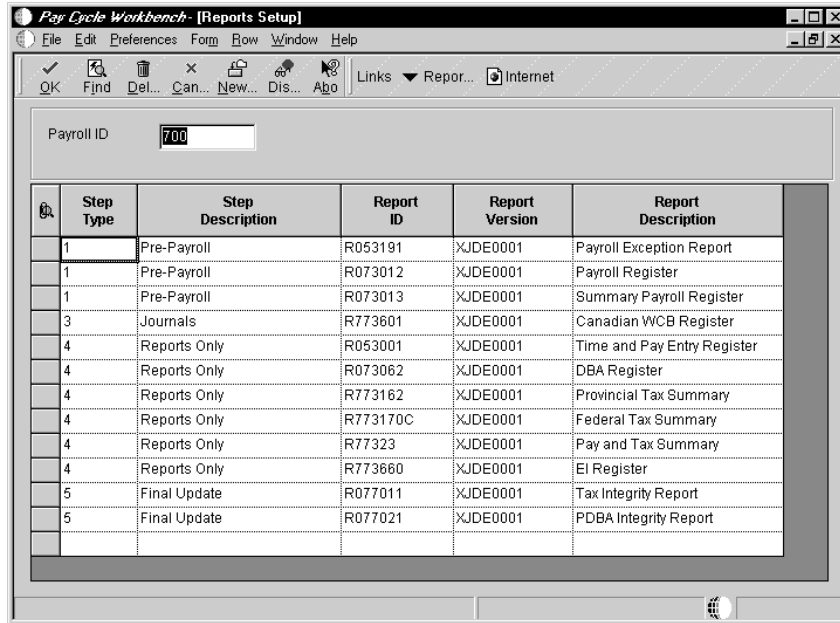 Pay Cycle Workbench - [Reports Setup]
File Edit Preferences Form Row Window Help
OK Find Del... Can... New... Dis... Abo Links Repor... Internet
Payroll ID 700
Step Type Step Description Report ID Report Version Report Description
1 Pre-Payroll R053191 XJDE0001 Payroll Exception Report
1 Pre-Payroll R073012 XJDE0001 Payroll Register
1 Pre-Payroll R073013 XJDE0001 Summary Payroll Register
3 Journals R773601 XJDE0001 Canadian WCB Register
4 Reports Only R053001 XJDE0001 Time and Pay Entry Register
4 Reports Only R073062 XJDE0001 DBA Register
4 Reports Only R773162 XJDE0001 Provincial Tax Summary
4 Reports Only R773170C XJDE0001 Federal Tax Summary
4 Reports Only R77323 XJDE0001 Pay and Tax Summary
4 Reports Only R773660 XJDE0001 EI Register
5 Final Update R077011 XJDE0001 Tax Integrity Report
5 Final Update R077021 XJDE0001 PDBA Integrity Report